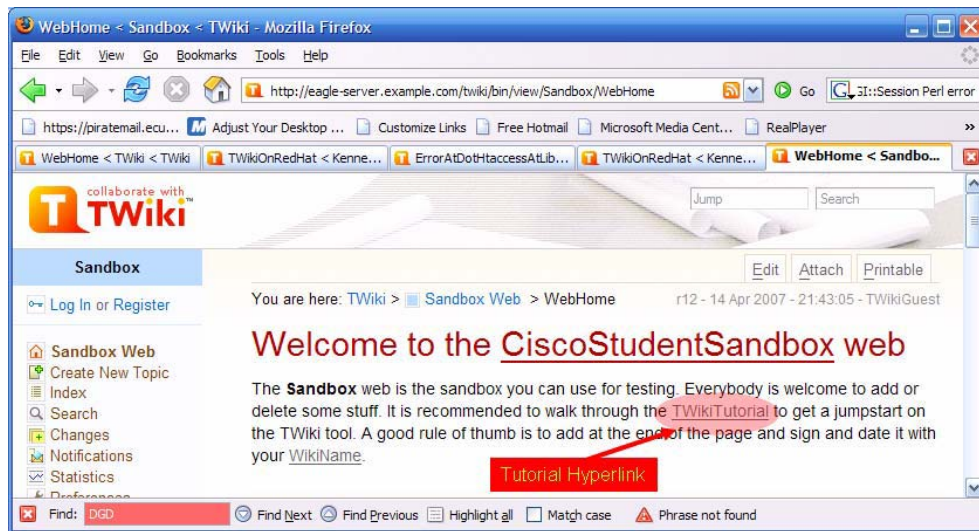 WebHome < Sandbox < TWiki - Mozilla Firefox
File Edit View Go Bookmarks Tools Help
http://eagle-server.example.com/twiki/bin/view/Sandbox/WebHome Go GI::Session Perl error
https://piratemail.ecu... Adjust Your Desktop ... Customize Links Free Hotmail Microsoft Media Cent... RealPlayer »
WebHome < TWiki < TWiki TWikiOnRedHat < Kenne... ErrorAtDotHtaccessAtLib... TWikiOnRedHat < Kenne... WebHome < Sandbo...
collaborate with
TWiki™
Jump Search
Sandbox
Edit Attach Printable
Log In or Register
You are here: TWiki > Sandbox Web > WebHome r12 - 14 Apr 2007 - 21:43:05 - TWikiGuest
Sandbox Web
Create New Topic
Index
Search
Changes
Notifications
Statistics
Preferences
Welcome to the CiscoStudentSandbox web
The Sandbox web is the sandbox you can use for testing. Everybody is welcome to add or
delete some stuff. It is recommended to walk through the TWikiTutorial to get a jumpstart on
the TWiki tool. A good rule of thumb is to add at the end of the page and sign and date it with
your WikiName.
Tutorial Hyperlink
Find: DGD Find Next Find Previous Highlight all Match case Phrase not found